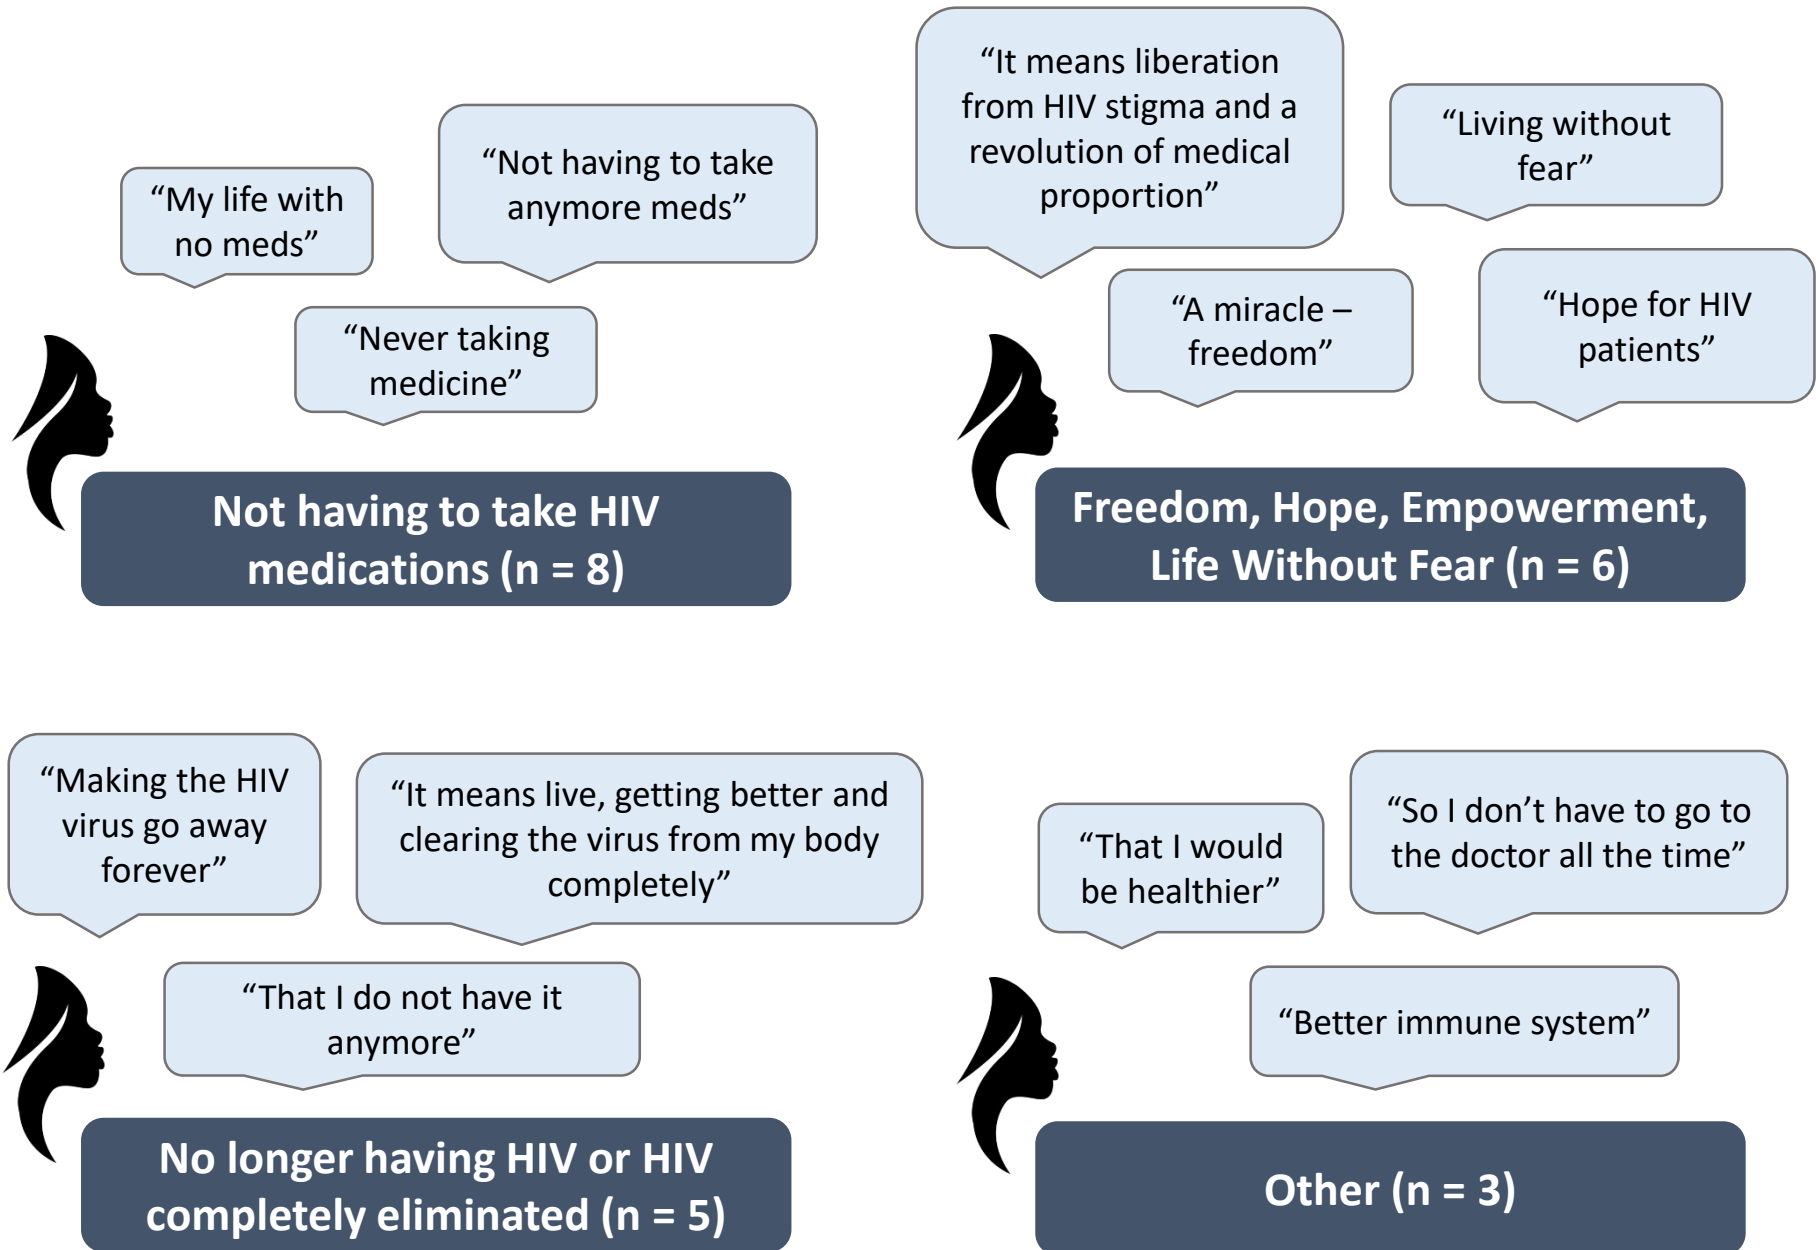 “My life with
no meds”
“Not having to take
anymore meds”
“Never taking
medicine”
Not having to take HIV
medications (n = 8)
“It means liberation
from HIV stigma and a
revolution of medical
proportion”
“Living without
fear”
“A miracle –
freedom”
“Hope for HIV
patients”
Freedom, Hope, Empowerment,
Life Without Fear (n = 6)
“Making the HIV
virus go away
forever”
“It means live, getting better and
clearing the virus from my body
completely”
“That I do not have it
anymore”
No longer having HIV or HIV
completely eliminated (n = 5)
“That I would
be healthier”
“So I don’t have to go to
the doctor all the time”
“Better immune system”
Other (n = 3)